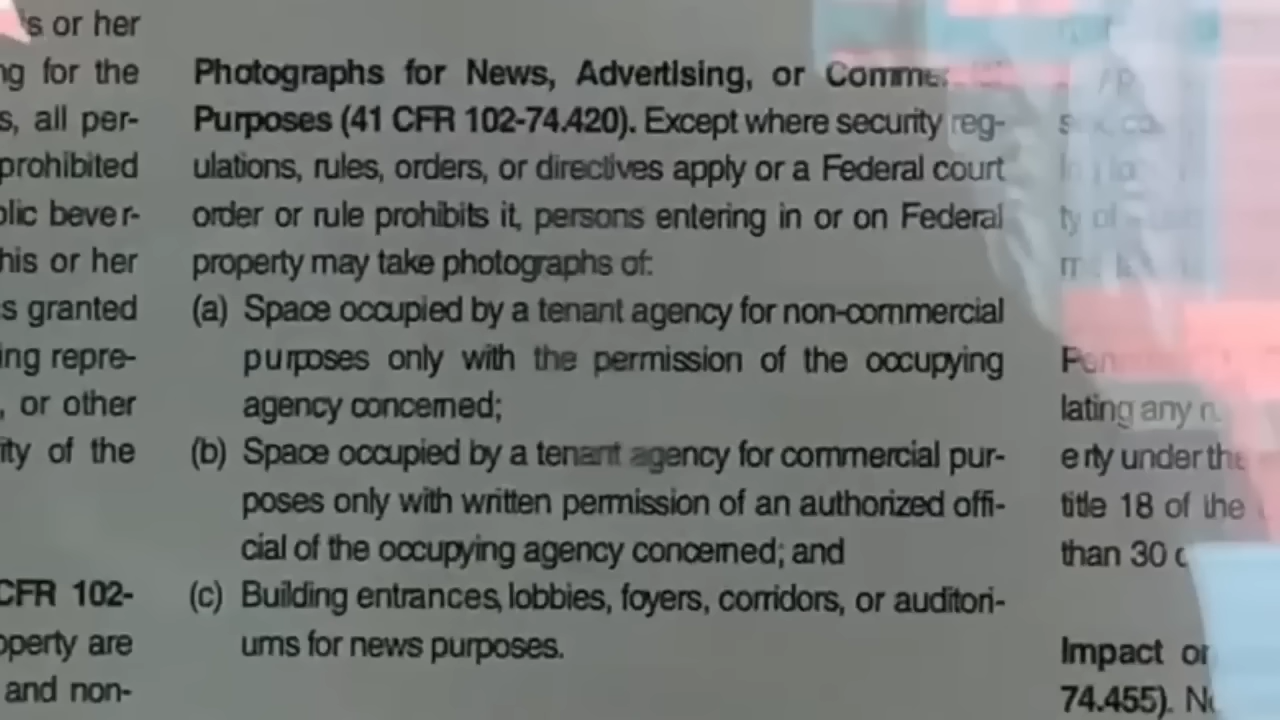 s or her
ng for the
s, all per-
prohibited
olic bever-
his or her
s granted
ing repre-
, or other
ity of the
CFR 102-
operty are
and non-
Photographs for News, Advertising, or
Purposes (41 CFR 102-74.420). Except where security reg-
ulations, rules, orders, or directives apply or a Federal court
order or rule prohibits it, persons entering in or on Federal
property may take photographs of:
(a) Space occupied by a tenant agency for non-commercial
purposes only with the permission of the occupying
agency concerned;
(b) Space occupied by a tenant agency for commercial pur-
poses only with written permission of an authorized offi-
cial of the occupying agency concerned; and
(c) Building entrances, lobbies, foyers, corridors, or auditori-
ums for news purposes.
ty of
lating any
erty under the
title 18 of the
than 30
Impact
74.455).